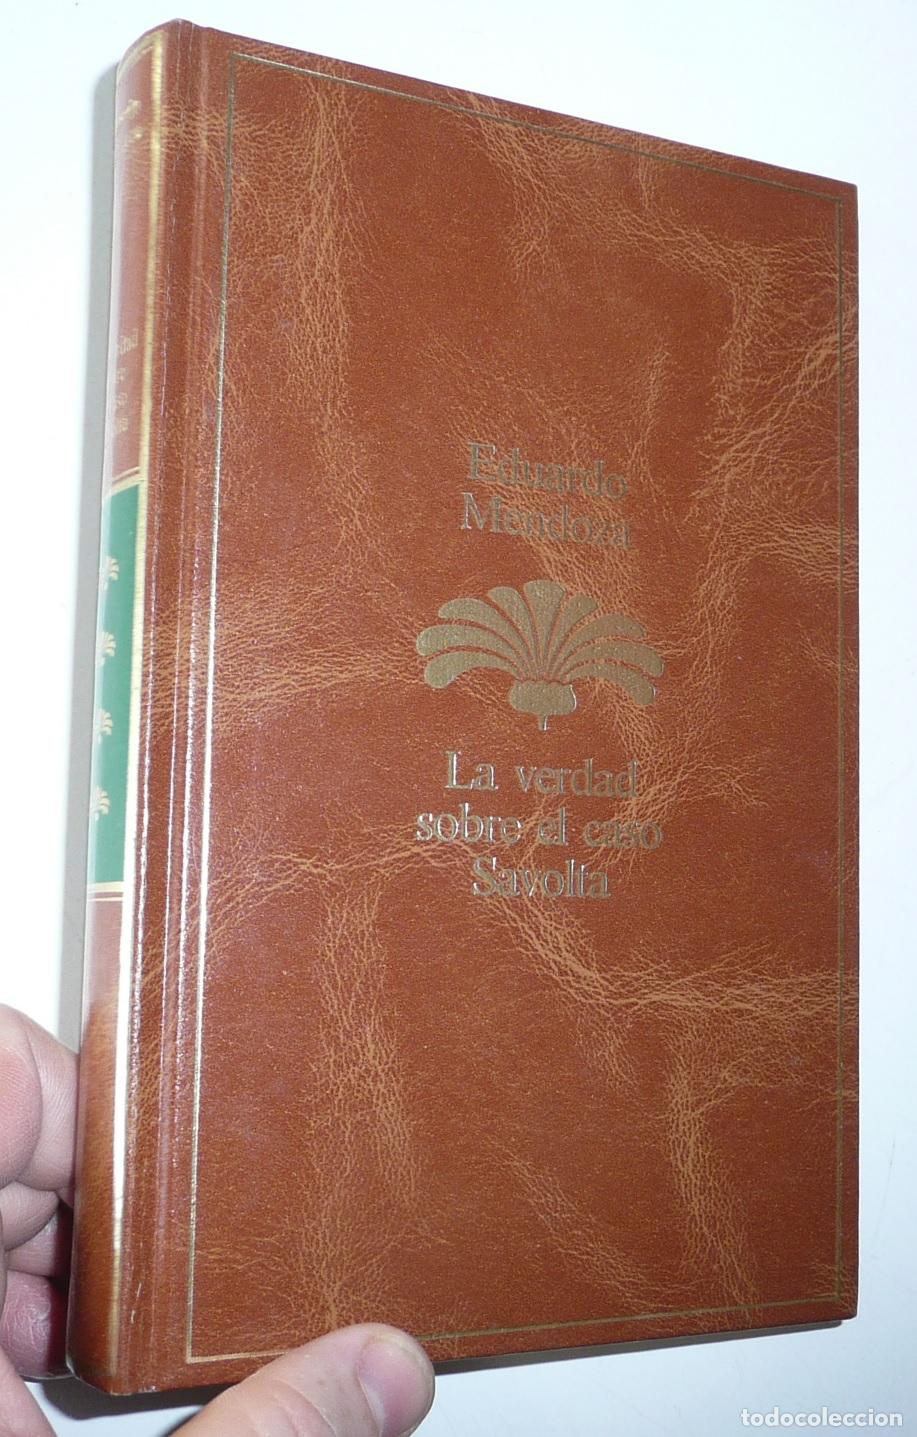 Eduardo
Mendoza
La verdad
sobre el caso
Savolta
todocoleccion